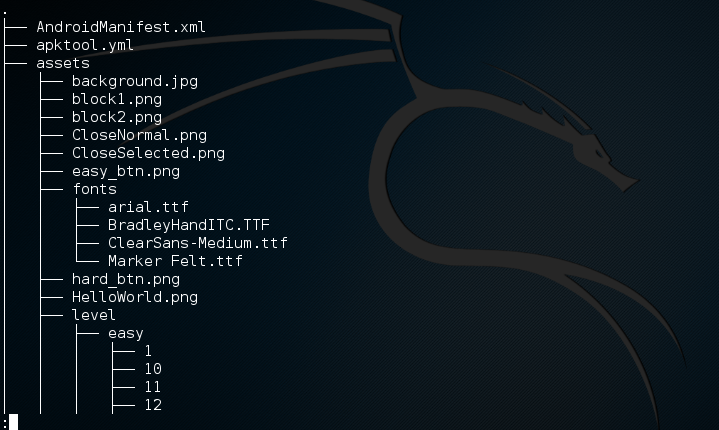 .
├── AndroidManifest.xml
├── apktool.yml
├── assets
│   ├── background.jpg
│   ├── block1.png
│   ├── block2.png
│   ├── CloseNormal.png
│   ├── CloseSelected.png
│   ├── easy_btn.png
│   ├── fonts
│   │   ├── arial.ttf
│   │   ├── BradleyHandITC.TTF
│   │   ├── ClearSans-Medium.ttf
│   │   └── Marker Felt.ttf
│   ├── hard_btn.png
│   ├── HelloWorld.png
│   ├── level
│   │   ├── easy
│   │   │   ├── 1
│   │   │   ├── 10
│   │   │   ├── 11
│   │   │   ├── 12
: